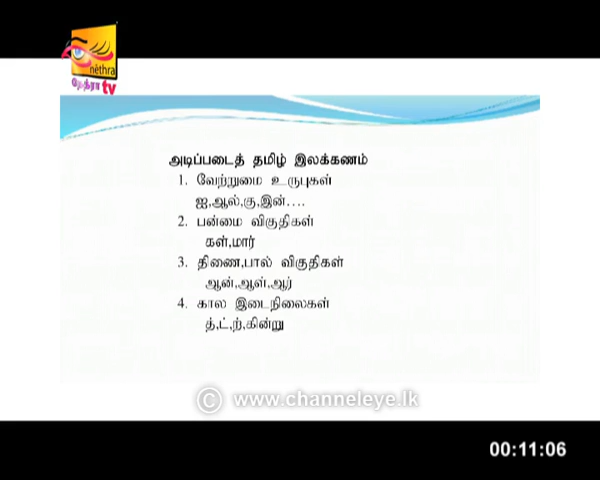 nethra
நேத்ரா tv
அடிப்படைத் தமிழ் இலக்கணம்
1. வேற்றுமை உருபுகள்
ஐ,ஆல்,கு,இன்....
2. பன்மை விகுதிகள்
கள்,மார்
3. திணை,பால் விகுதிகள்
ஆன்,ஆள்,ஆர்
4. கால இடைநிலைகள்
த்,ட்,ற்,கின்று
© www.channeleye.lk
00:11:06